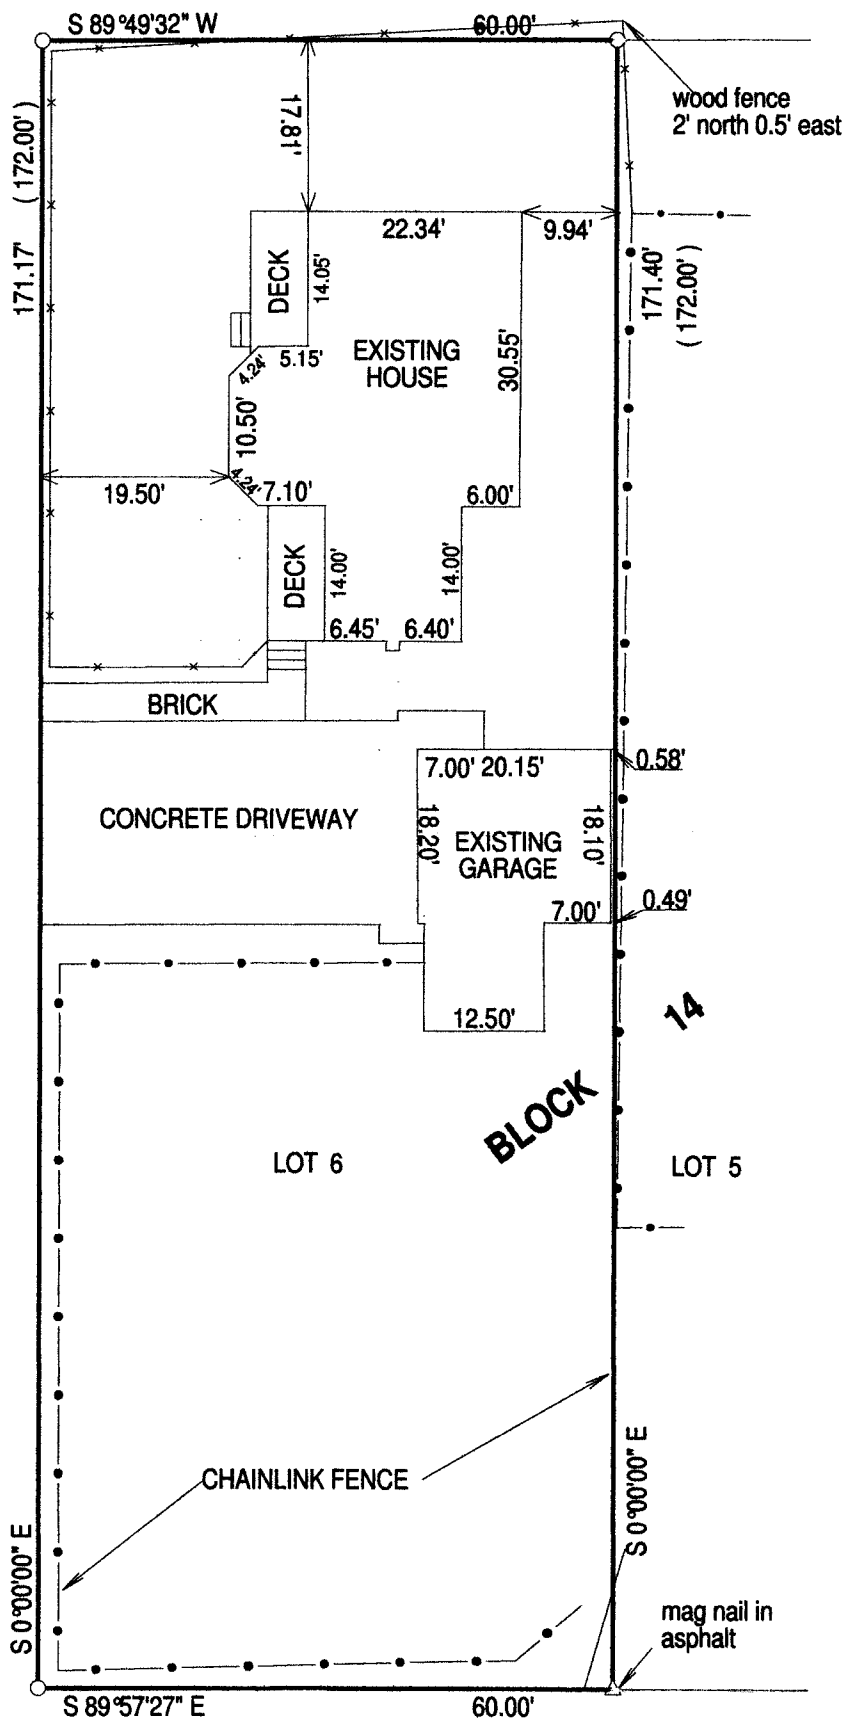 S 89°49'32" W
60.00'
wood fence
2' north 0.5' east
17.81'
( 172.00' )
171.17'
22.34'
9.94'
171.40'
( 172.00' )
DECK
14.05'
5.15'
4.24'
EXISTING
HOUSE
30.55'
10.50'
19.50'
4.24'
7.10'
6.00'
DECK
14.00'
14.00'
6.45'
6.40'
BRICK
7.00'
20.15'
0.58'
CONCRETE DRIVEWAY
18.20'
EXISTING
GARAGE
18.10'
7.00'
0.49'
12.50'
BLOCK 14
LOT 6
LOT 5
CHAINLINK FENCE
S 0°00'00" E
S 0°00'00" E
mag nail in
asphalt
S 89°57'27" E
60.00'